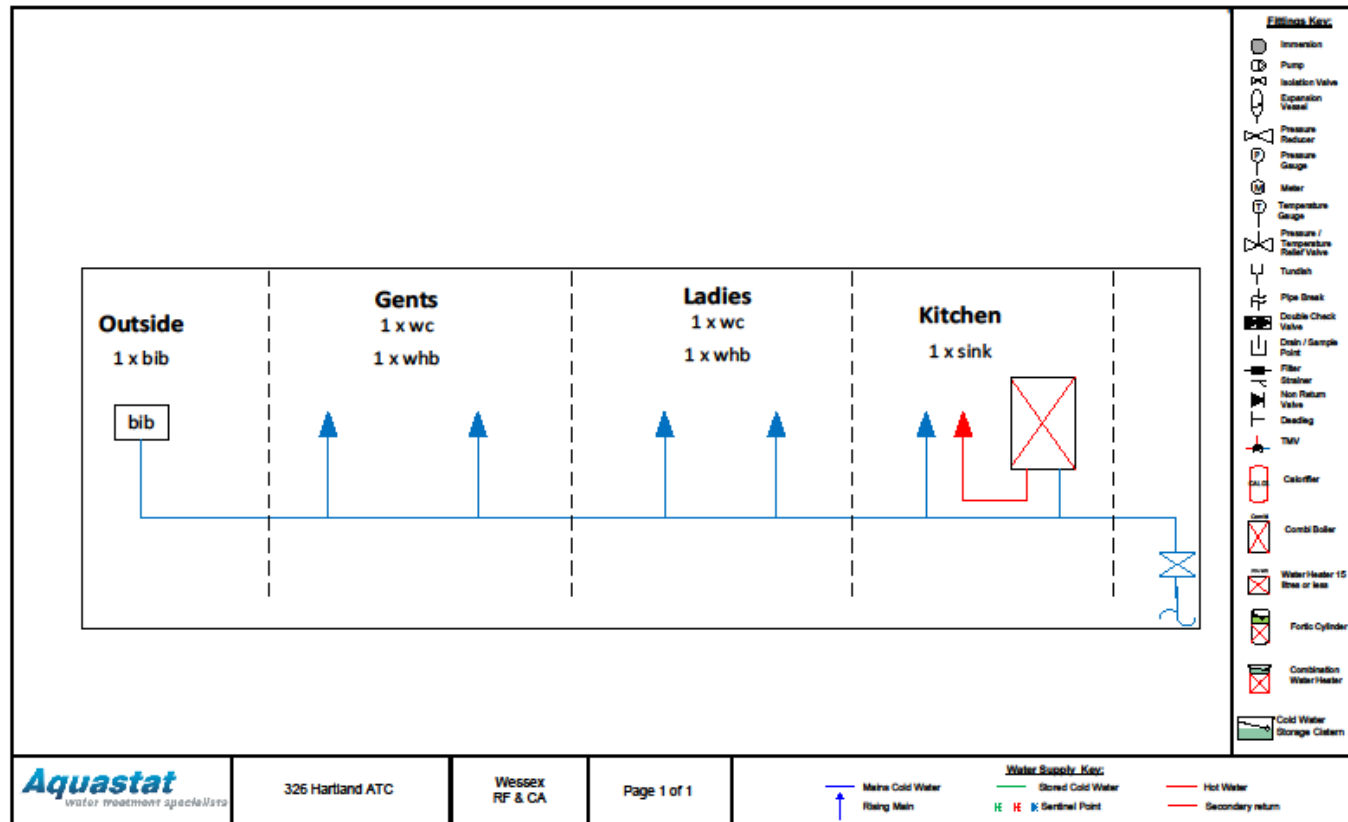 Outside
1 x bib
bib
Gents
1 x wc
1 x whb
Ladies
1 x wc
1 x whb
Kitchen
1 x sink
Fittings Key:
Immersion
Pump
Isolation Valve
Expansion
Vessel
Pressure
Reducer
P
Pressure
Gauge
M
Meter
T
Temperature
Gauge
Pressure /
Temperature
Relief Valve
Tundish
Pipe Break
Double Check
Valve
Drain / Sample
Point
Filter
Strainer
Non Return
Valve
Deadleg
TMV
Calorifier
Combi
Combi Boiler
Water Heater 15
litres or less
Fortic Cylinder
Combination
Water Heater
Cold Water
Storage Cistern
Aquastat
water treatment specialists
326 Hartland ATC
Wessex
RF & CA
Page 1 of 1
Water Supply Key:
Mains Cold Water
Stored Cold Water
Hot Water
Rising Main
Sentinel Point
Secondary return